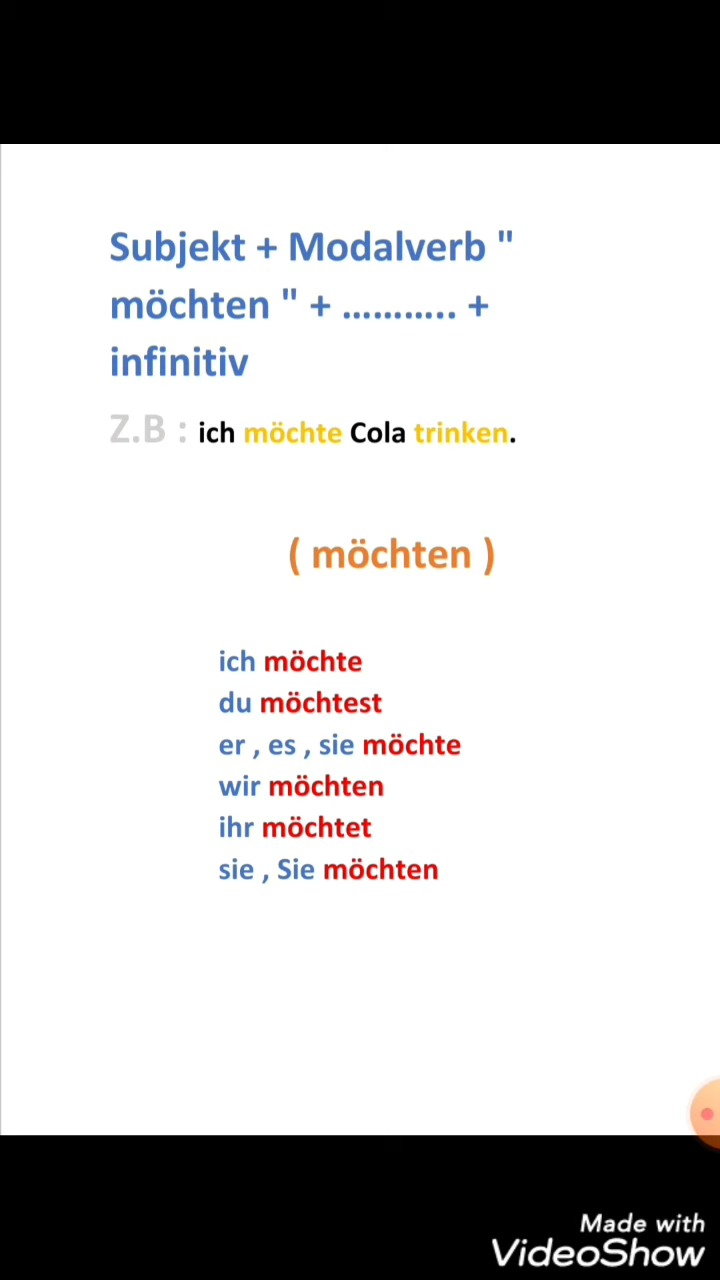 Subjekt + Modalverb "
möchten " + ........... +
infinitiv
Z.B : ich möchte Cola trinken.
( möchten )
ich möchte
du möchtest
er , es , sie möchte
wir möchten
ihr möchtet
sie , Sie möchten
Made with
VideoShow